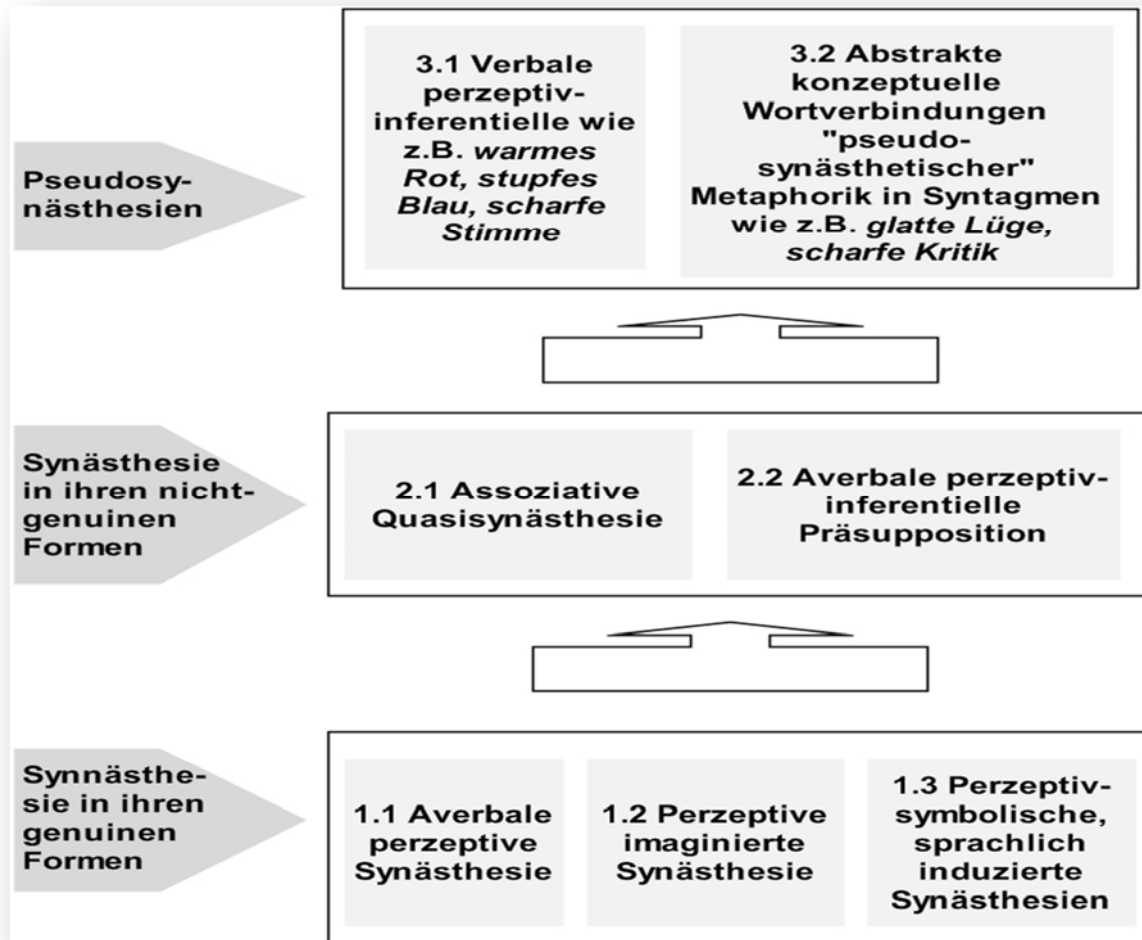 Pseudosy-
nästhesien
3.1 Verbale
perzeptiv-
inferentielle wie
z.B. warmes
Rot, stupfes
Blau, scharfe
Stimme
3.2 Abstrakte
konzeptuelle
Wortverbindungen
"pseudo-
synästhetischer"
Metaphorik in Syntagmen
wie z.B. glatte Lüge,
scharfe Kritik
Synästhesie
in ihren nicht-
genuinen
Formen
2.1 Assoziative
Quasisynästhesie
2.2 Averbale perzeptiv-
inferentielle
Präsupposition
Synnästhe-
sie in ihren
genuinen
Formen
1.1 Averbale
perzeptive
Synästhesie
1.2 Perzeptive
imaginierte
Synästhesie
1.3 Perzeptiv-
symbolische,
sprachlich
induzierte
Synästhesien